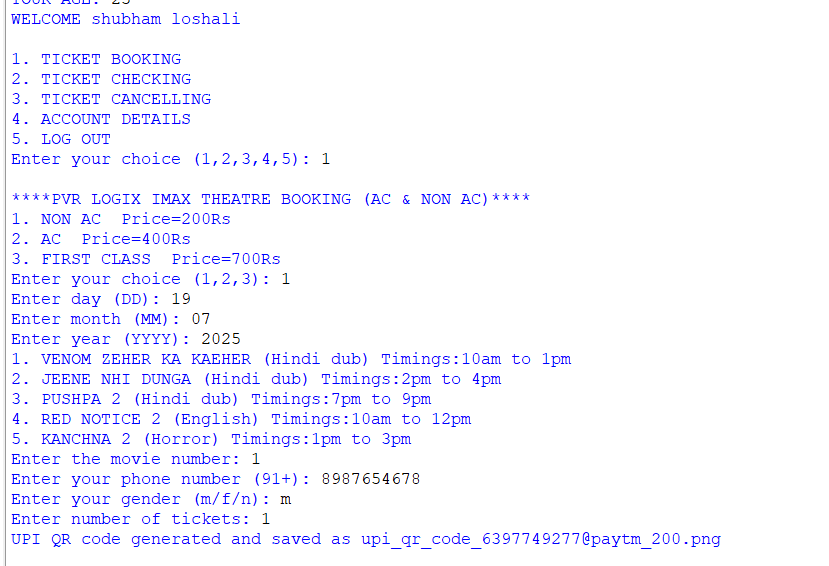 YOUR AGE: 23
WELCOME shubham loshali
1. TICKET BOOKING
2. TICKET CHECKING
3. TICKET CANCELLING
4. ACCOUNT DETAILS
5. LOG OUT
Enter your choice (1,2,3,4,5): 1
****PVR LOGIX IMAX THEATRE BOOKING (AC & NON AC)****
1. NON AC  Price=200Rs
2. AC  Price=400Rs
3. FIRST CLASS  Price=700Rs
Enter your choice (1,2,3): 1
Enter day (DD): 19
Enter month (MM): 07
Enter year (YYYY): 2025
1. VENOM ZEHER KA KAEHER (Hindi dub) Timings:10am to 1pm
2. JEENE NHI DUNGA (Hindi dub) Timings:2pm to 4pm
3. PUSHPA 2 (Hindi dub) Timings:7pm to 9pm
4. RED NOTICE 2 (English) Timings:10am to 12pm
5. KANCHNA 2 (Horror) Timings:1pm to 3pm
Enter the movie number: 1
Enter your phone number (91+): 8987654678
Enter your gender (m/f/n): m
Enter number of tickets: 1
UPI QR code generated and saved as upi_qr_code_6397749277@paytm_200.png